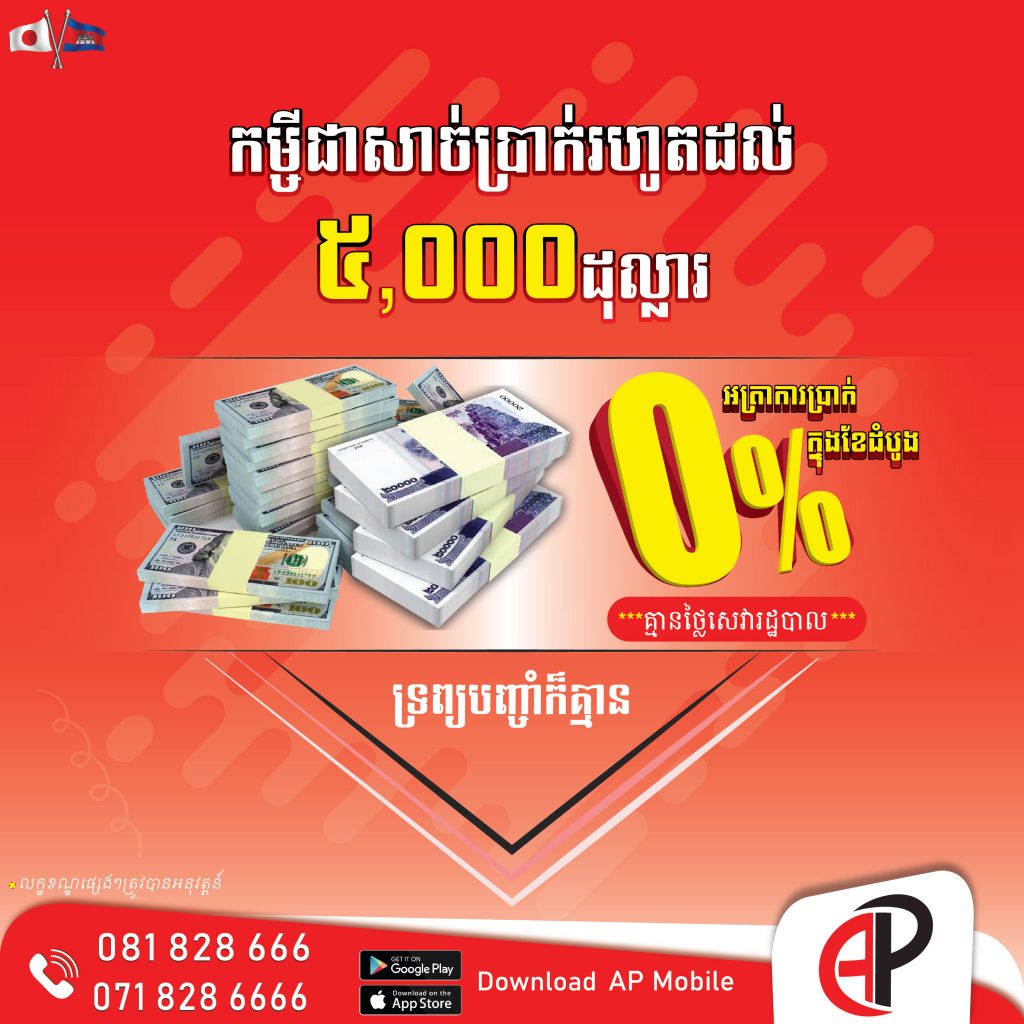 កម្ចីជាសាច់ប្រាក់រហូតដល់
៥,០០០ដុល្លារ
0%
អត្រាការប្រាក់
ក្នុងខែដំបូង
***គ្មានថ្លៃសេវារដ្ឋបាល***
ទ្រព្យបញ្ចាំក៏គ្មាន
លក្ខខណ្ឌផ្សេងៗត្រូវបានអនុវត្តន៍
081 828 666
071 828 6666
GET IT ON
Google Play
Download on the
App Store
Download AP Mobile
AP